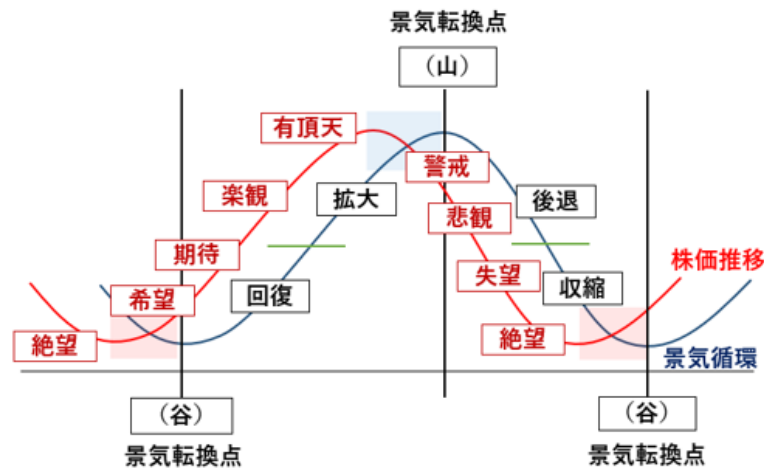 景気転換点
（山）
有頂天
警戒
楽観
拡大
後退
悲観
期待
株価推移
失望
希望
回復
収縮
絶望
絶望
景気循環
（谷）
（谷）
景気転換点
景気転換点